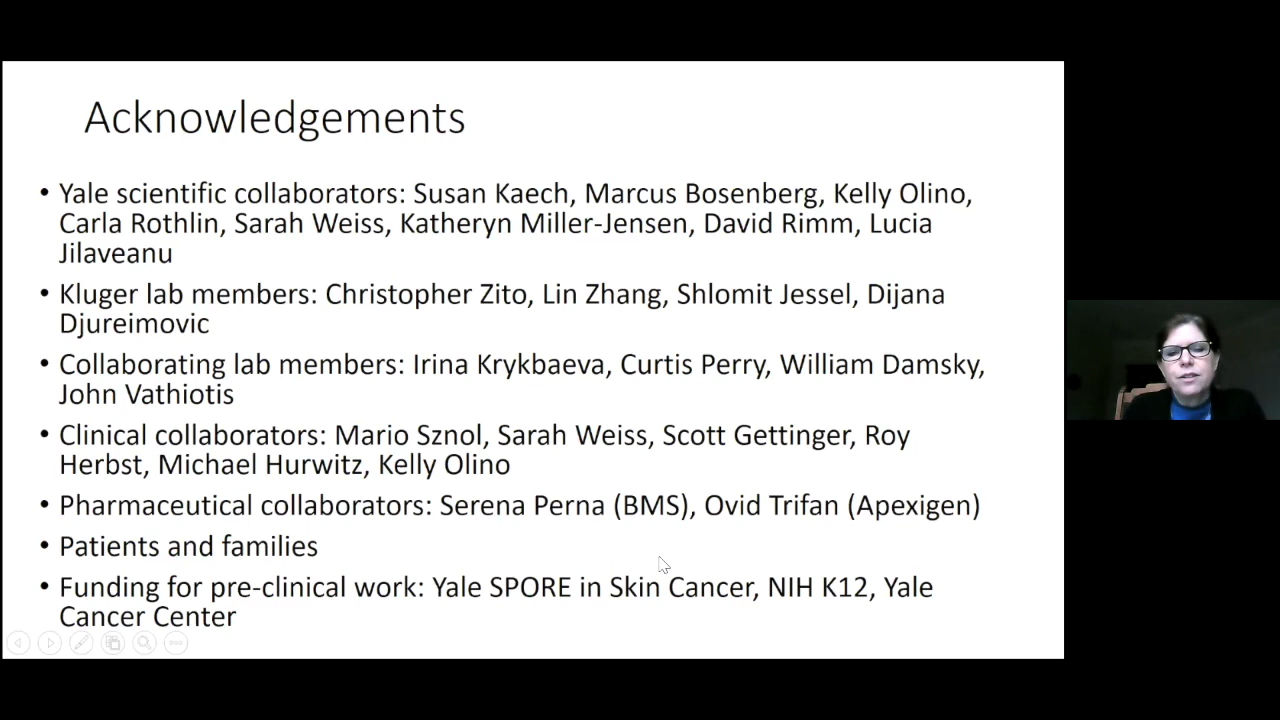 Acknowledgements
• Yale scientific collaborators: Susan Kaech, Marcus Bosenberg, Kelly Olino,
Carla Rothlin, Sarah Weiss, Katheryn Miller-Jensen, David Rimm, Lucia
Jilaveanu
• Kluger lab members: Christopher Zito, Lin Zhang, Shlomit Jessel, Dijana
Djureimovic
• Collaborating lab members: Irina Krykbaeva, Curtis Perry, William Damsky,
John Vathiotis
• Clinical collaborators: Mario Sznol, Sarah Weiss, Scott Gettinger, Roy
Herbst, Michael Hurwitz, Kelly Olino
• Pharmaceutical collaborators: Serena Perna (BMS), Ovid Trifan (Apexigen)
• Patients and families
• Funding for pre-clinical work: Yale SPORE in Skin Cancer, NIH K12, Yale
Cancer Center